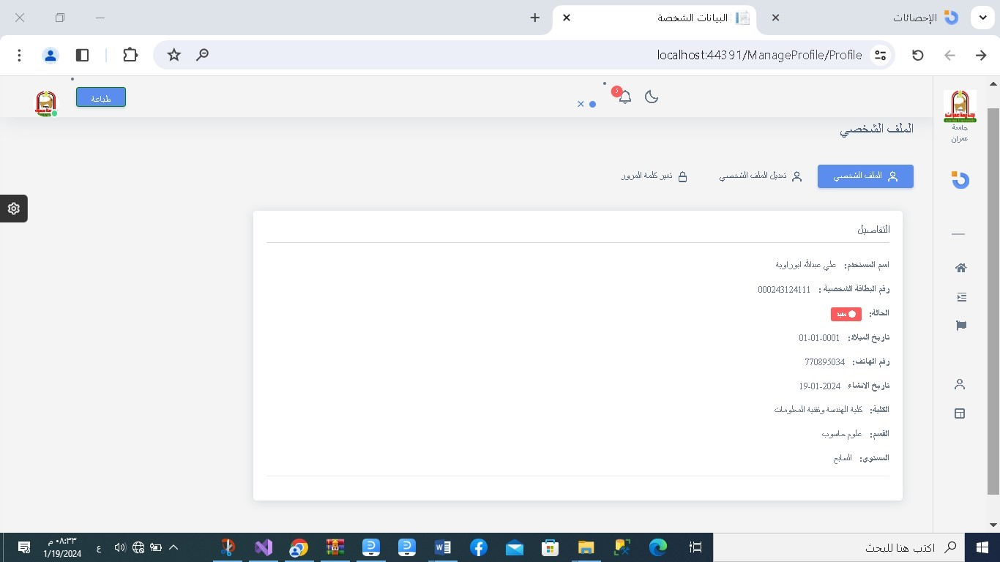 الإحصائات
البيانات الشخصة
localhost:44391/ManageProfile/Profile
جامعة
عمران
5
طباعة
الملف الشخصي
الملف الشخصي
تعديل الملف الشخصي
تغير كلمة المرور
التفاصيل
اسم المستخدم: علي عبدالله ابوراوية
رقم البطاقة الشخصية : 000243124111
الحالة: مقيد
تاريخ الميلاد: 01-01-0001
رقم الهاتف: 770895034
تاريخ الانشاء 19-01-2024
الكلية: كلية الهندسة وتقنية المعلومات
القسم: علوم حاسوب
المستوى: السابع
اكتب هنا للبحث
ع
٠٨:٣٣ م
1/19/2024